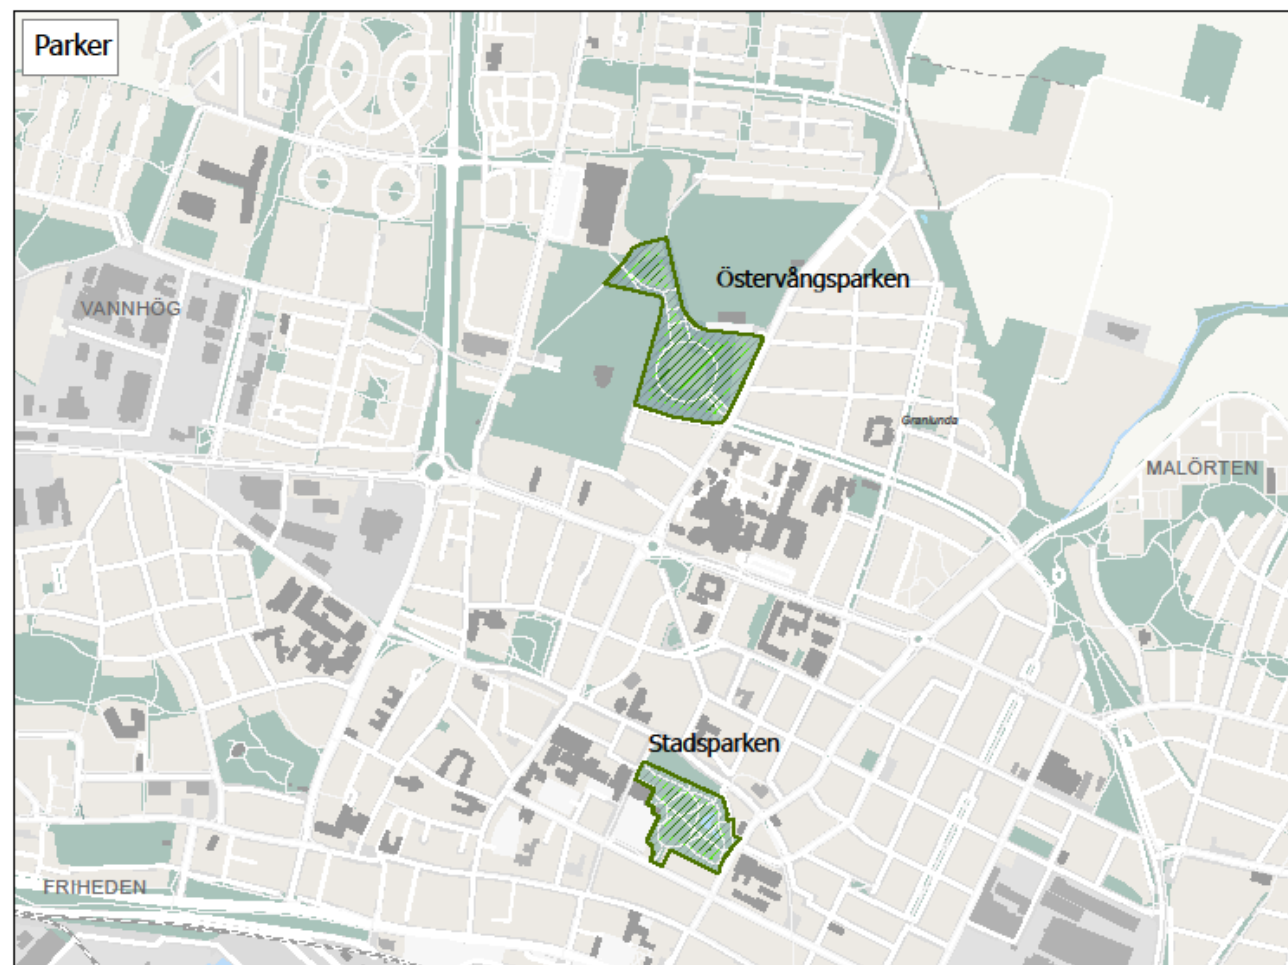 Parker
Östervångsparken
VANNHÖG
Granlunda
MALÖRTEN
Stadsparken
FRIHEDEN